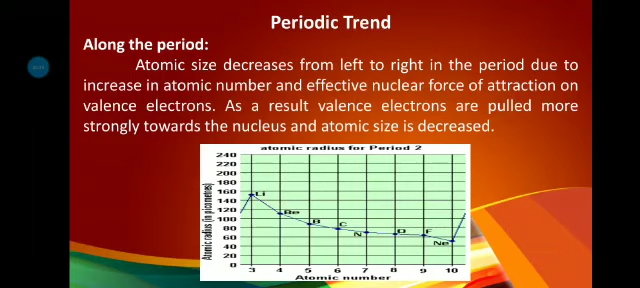 Periodic Trend
Along the period:
Atomic size decreases from left to right in the period due to
increase in atomic number and effective nuclear force of attraction on
valence electrons. As a result valence electrons are pulled more
strongly towards the nucleus and atomic size is decreased.
atomic radius for Period 2
Atomic radius (in picometres)
240
220
200
180
160
140
120
100
80
60
40
20
0
Li
Be
B
C
N
O
F
Ne
3 4 5 6 7 8 9 10
Atomic number